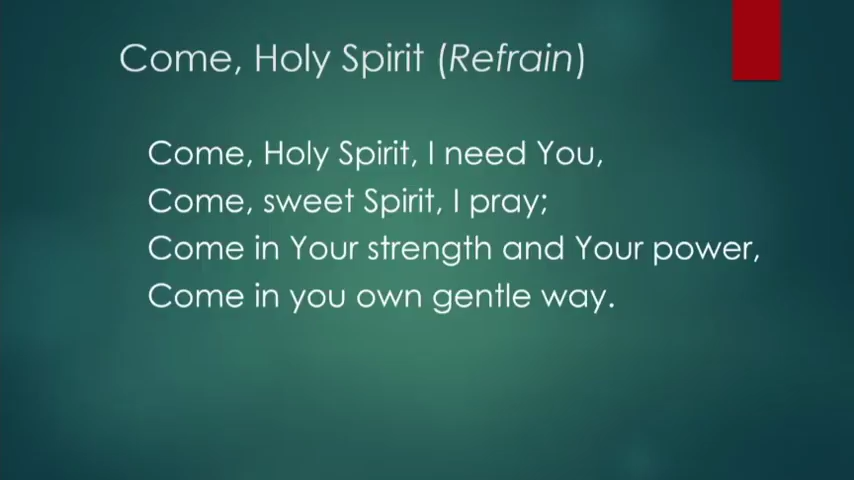 Come, Holy Spirit (Refrain)
Come, Holy Spirit, I need You,
Come, sweet Spirit, I pray;
Come in Your strength and Your power,
Come in you own gentle way.